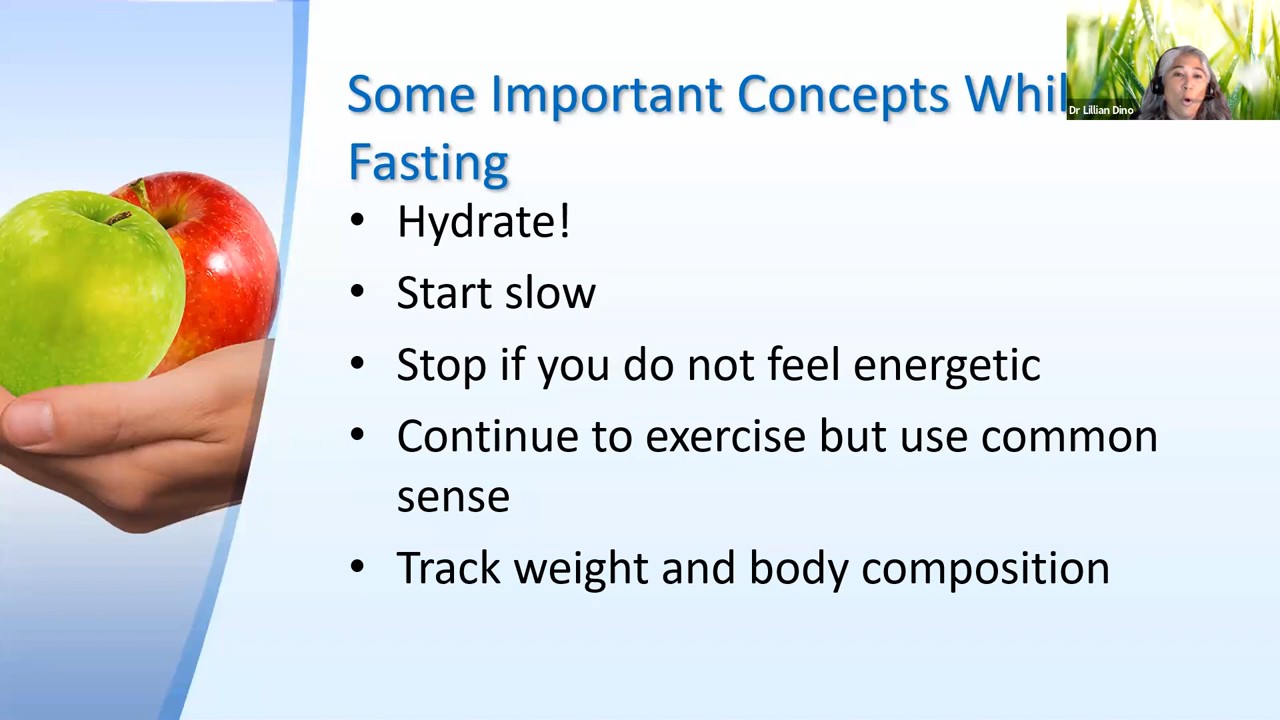 Some Important Concepts Whil
Fasting
Dr Lillian Dino
• Hydrate!
• Start slow
• Stop if you do not feel energetic
• Continue to exercise but use common
sense
• Track weight and body composition